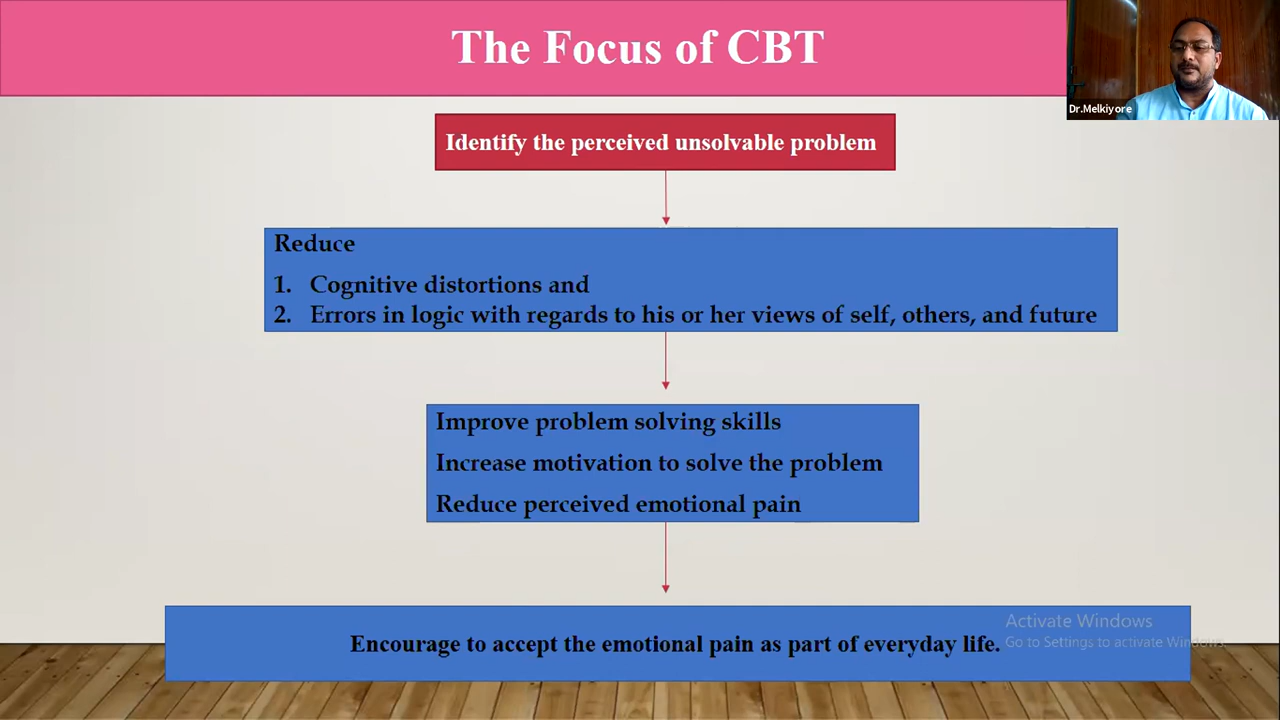 The Focus of CBT
Dr.Melkiyore
Identify the perceived unsolvable problem
Reduce
1. Cognitive distortions and
2. Errors in logic with regards to his or her views of self, others, and future
Improve problem solving skills
Increase motivation to solve the problem
Reduce perceived emotional pain
Encourage to accept the emotional pain as part of everyday life.
Activate Windows
Go to Settings to activate Windows.